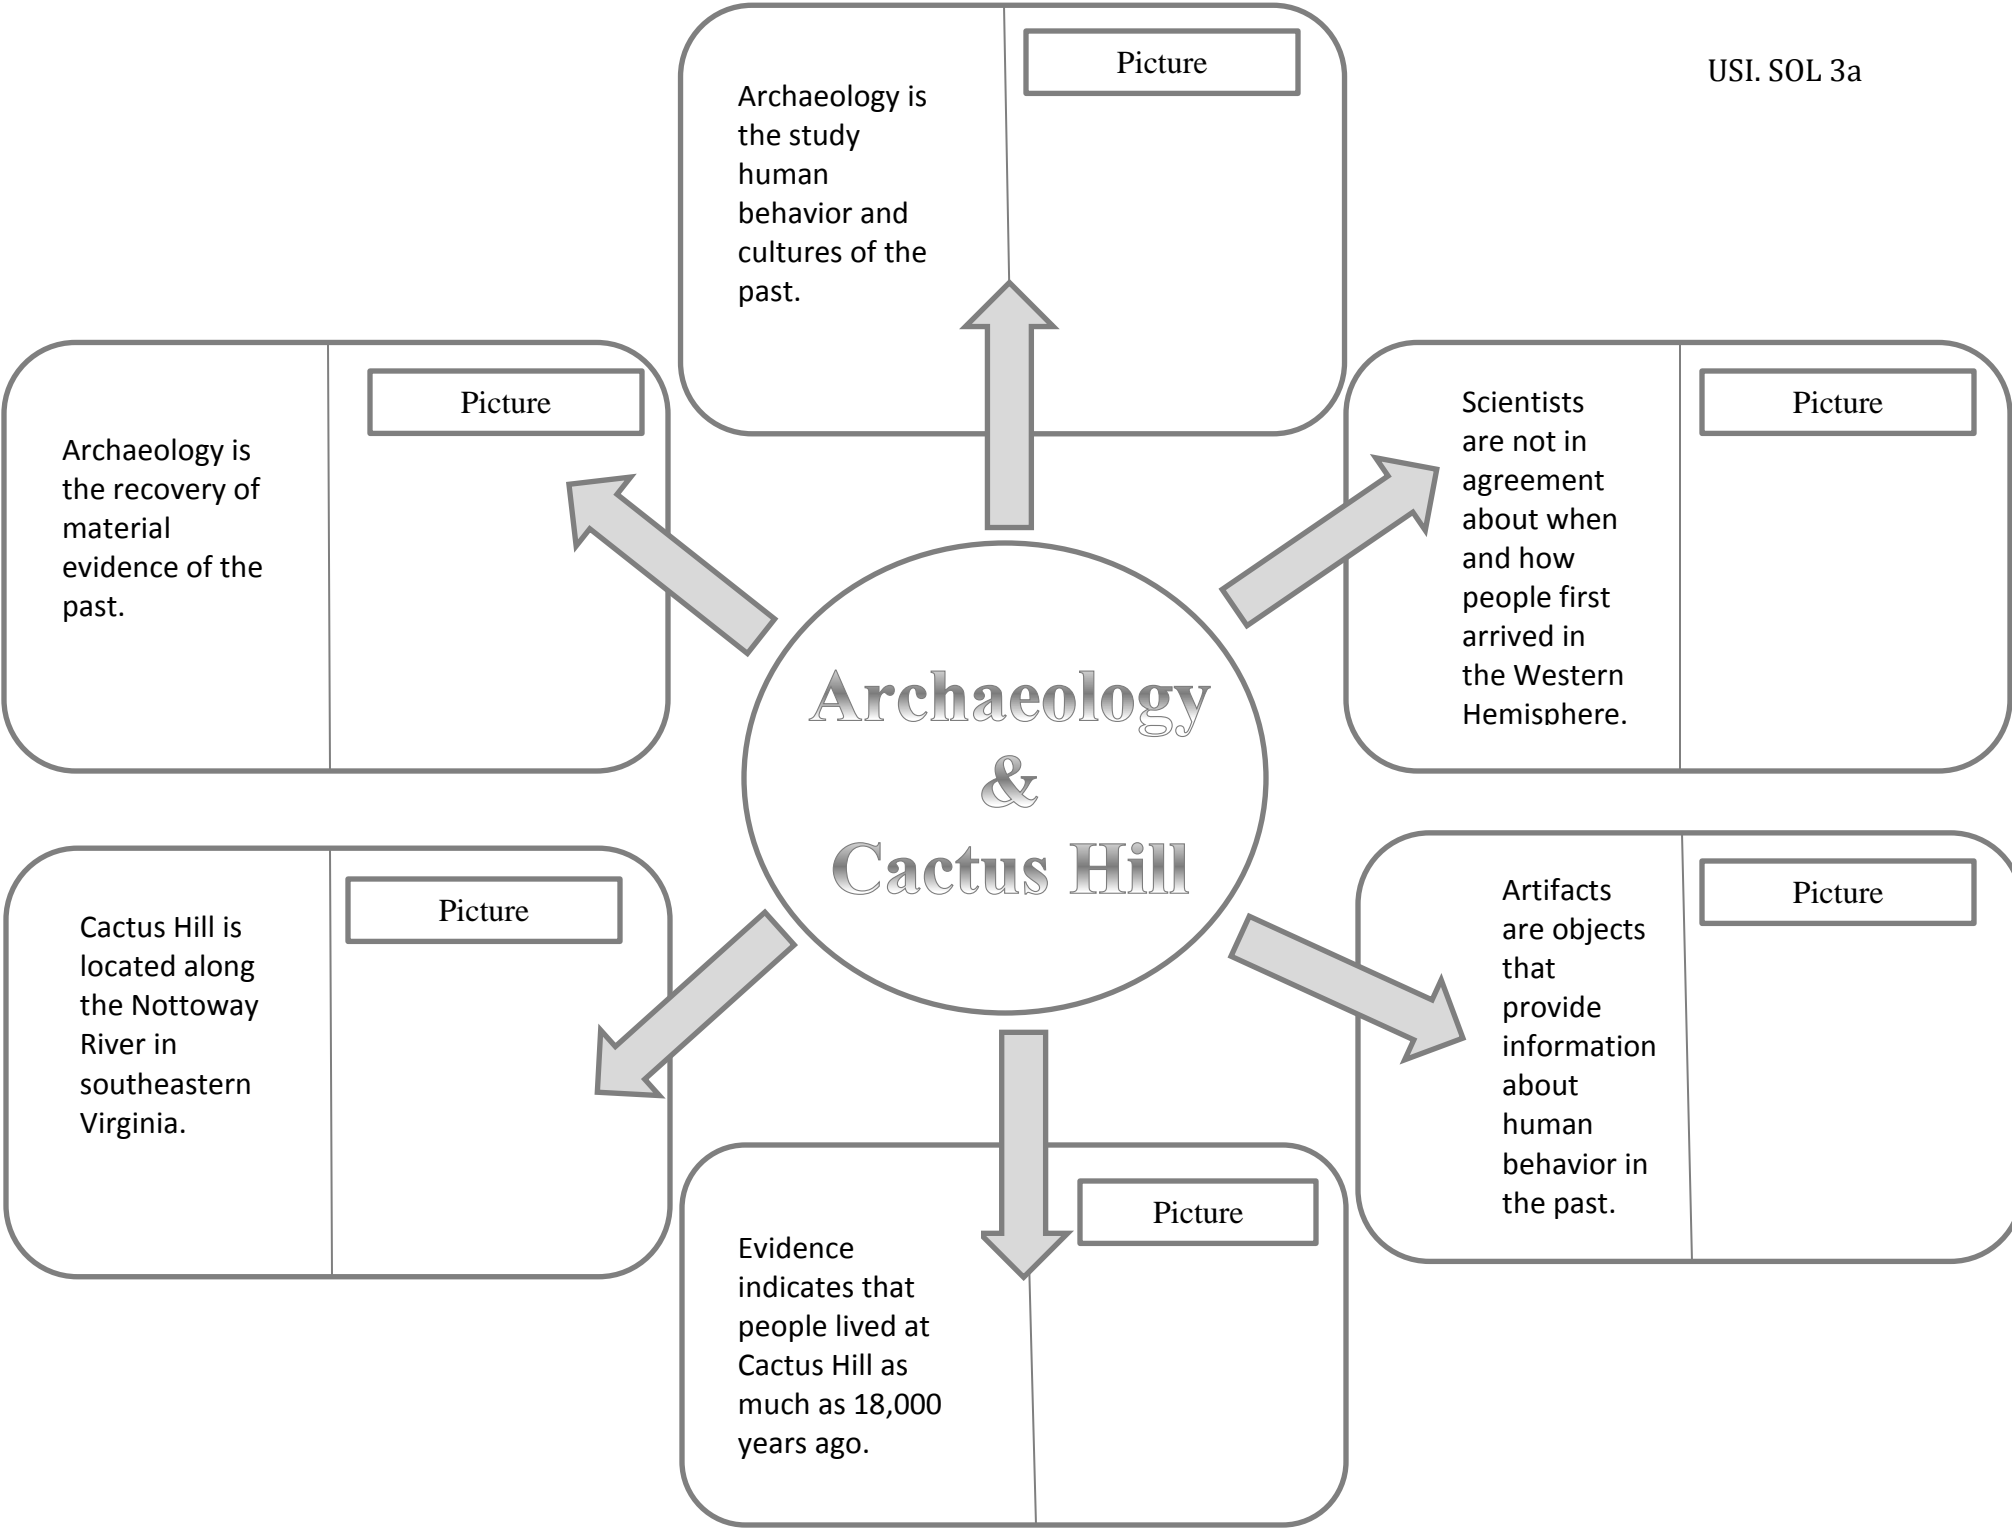 USI. SOL 3a
Archaeology is
the study
human
behavior and
cultures of the
past.
Picture
Archaeology is
the recovery of
material
evidence of the
past.
Picture
Scientists
are not in
agreement
about when
and how
people first
arrived in
the Western
Hemisphere.
Picture
Archaeology
&
Cactus Hill
Cactus Hill is
located along
the Nottoway
River in
southeastern
Virginia.
Picture
Artifacts
are objects
that
provide
information
about
human
behavior in
the past.
Picture
Evidence
indicates that
people lived at
Cactus Hill as
much as 18,000
years ago.
Picture